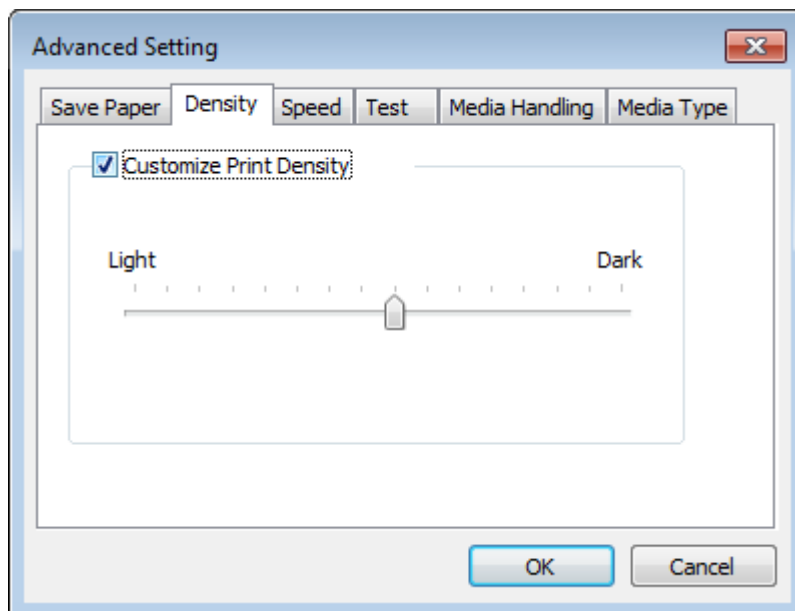 Advanced Setting
Save Paper Density Speed Test Media Handling Media Type
Customize Print Density
Light Dark
OK Cancel